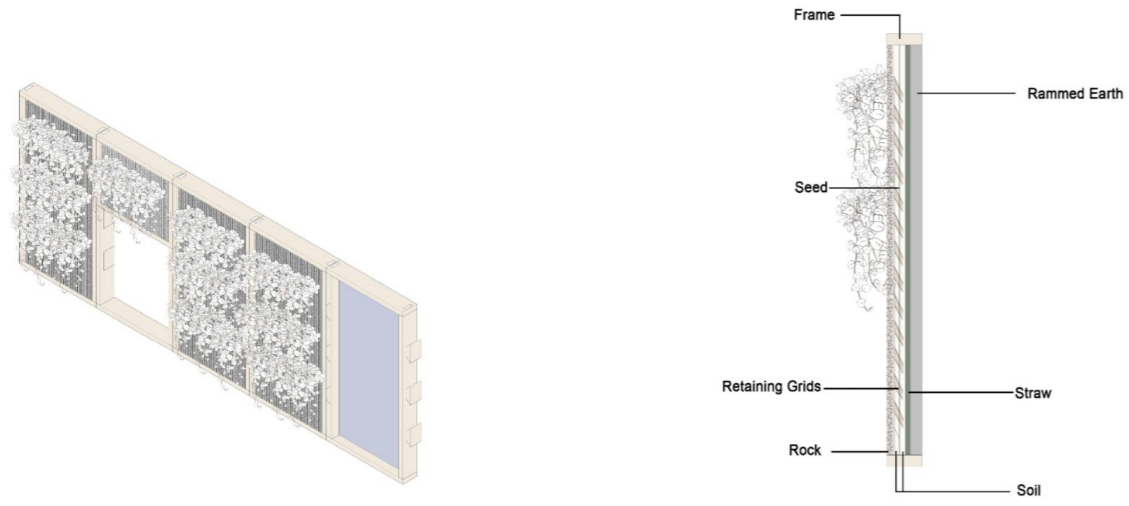 Frame
Rammed Earth
Seed
Retaining Grids
Straw
Rock
Soil